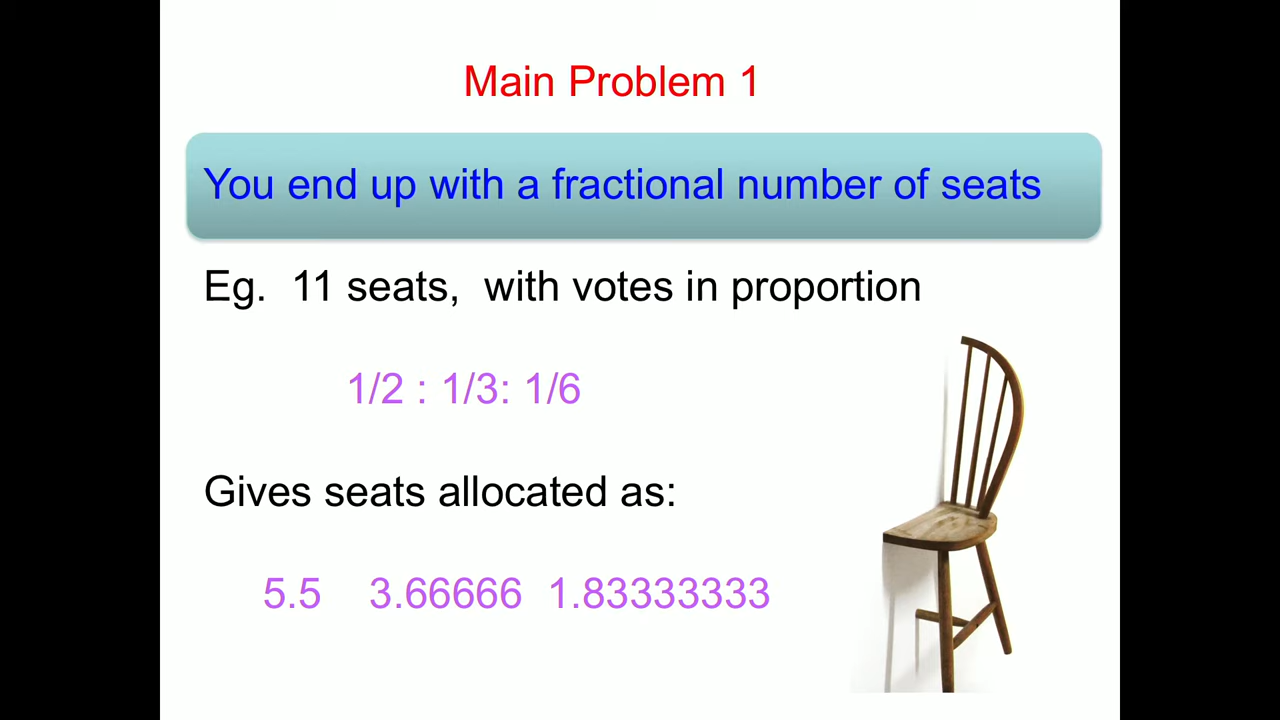 Main Problem 1
You end up with a fractional number of seats
Eg.  11 seats,  with votes in proportion
1/2 : 1/3: 1/6
Gives seats allocated as:
5.5    3.66666  1.83333333